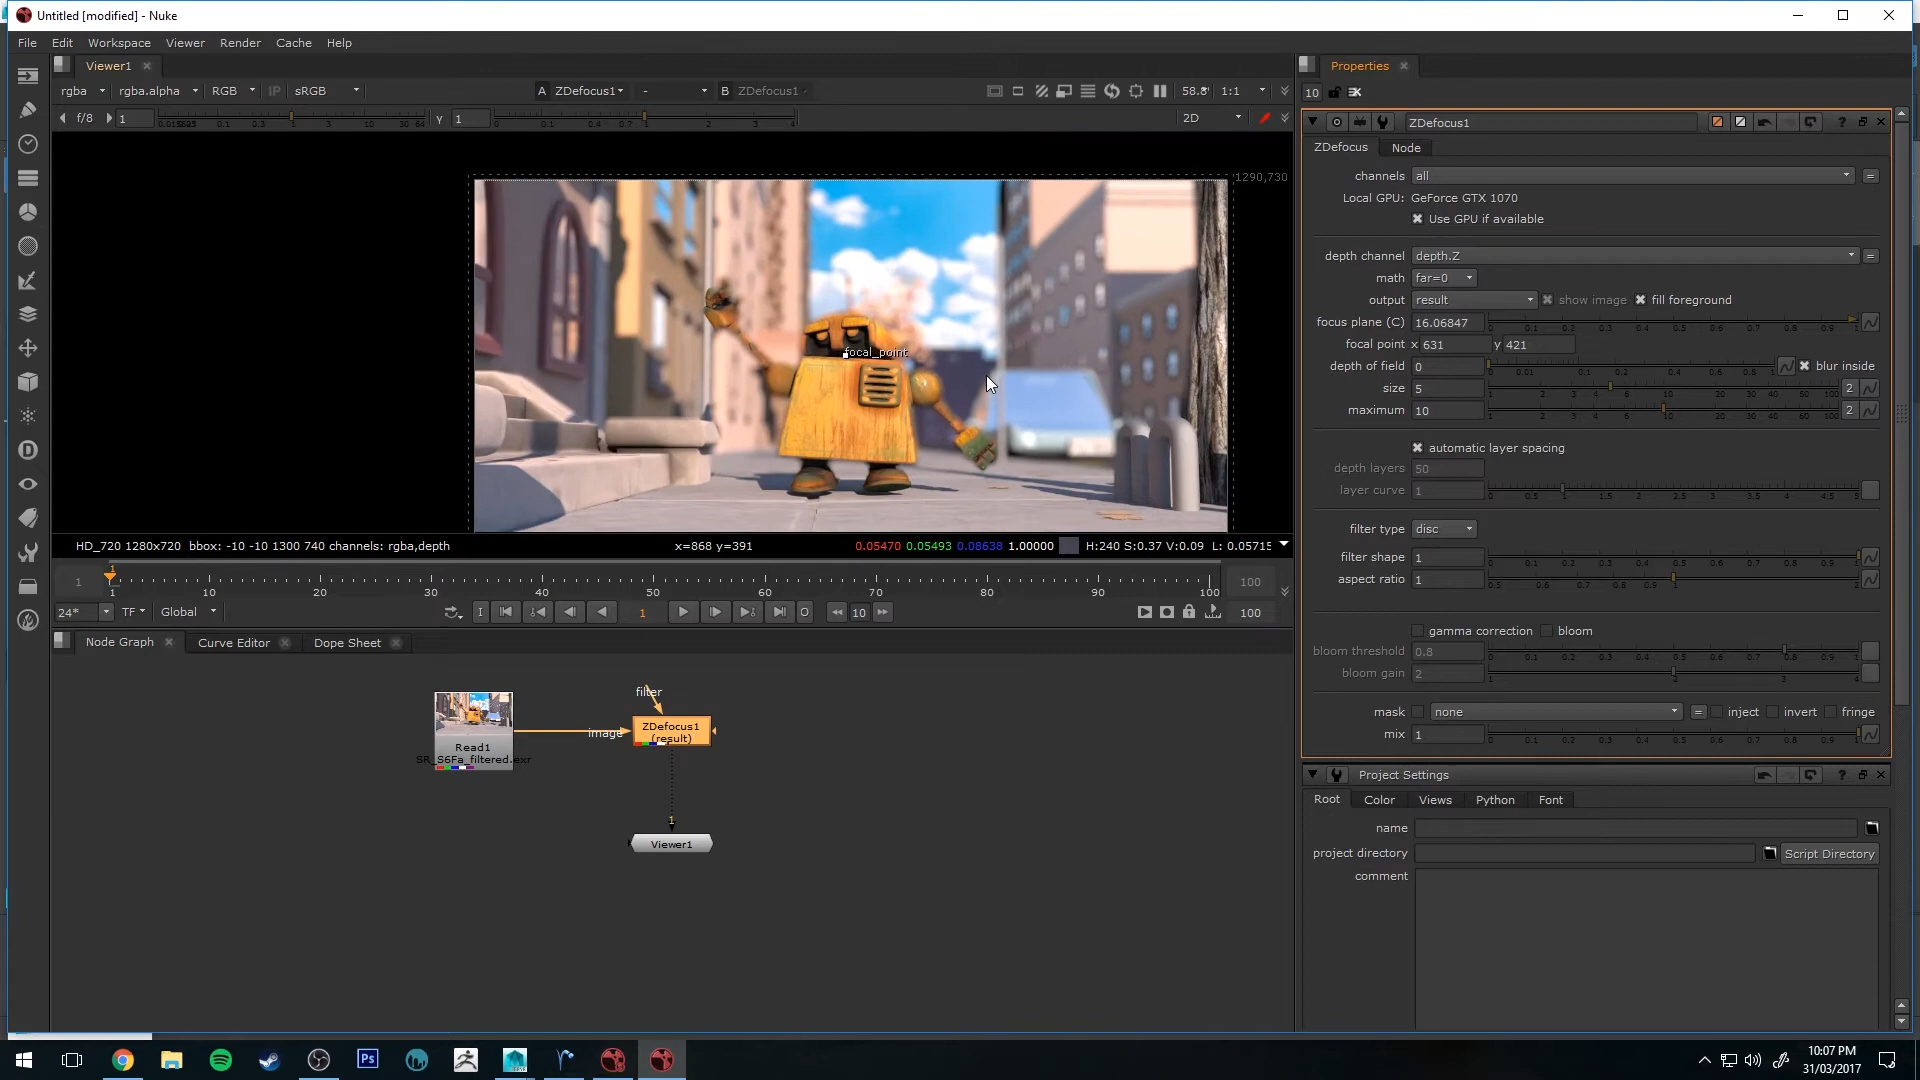 Untitled [modified] - Nuke
File Edit Workspace Viewer Render Cache Help
Viewer1
rgba rgba.alpha RGB IP sRGB A ZDefocus1 - B ZDefocus1 1:1
f/8 1 y 1 2D
1290,730
focal_point
HD_720 1280x720 bbox: -10 -10 1300 740 channels: rgba,depth x=868 y=391 0.05470 0.05493 0.08638 1.00000 H:240 S:0.37 V:0.09 L: 0.05715
1 1 100
1 10 20 30 40 50 60 70 80 90 100
24* TF Global I 1 O 10 100
Node Graph Curve Editor Dope Sheet
filter
ZDefocus1
(result)
image
Read1
SR_S6Fa_filtered.exr
1
Viewer1
Properties
10
ZDefocus1
ZDefocus Node
channels all =
Local GPU: GeForce GTX 1070
Use GPU if available
depth channel depth.Z =
math far=0
output result show image fill foreground
focus plane (C) 16.06847
focal point x 631 y 421
depth of field 0 blur inside
size 5 2
maximum 10 2
automatic layer spacing
depth layers 50
layer curve 1
filter type disc
filter shape 1
aspect ratio 1
gamma correction bloom
bloom threshold 0.8
bloom gain 2
mask none = inject invert fringe
mix 1
Project Settings
Root Color Views Python Font
name
project directory Script Directory
comment
Ps
10:07 PM
31/03/2017